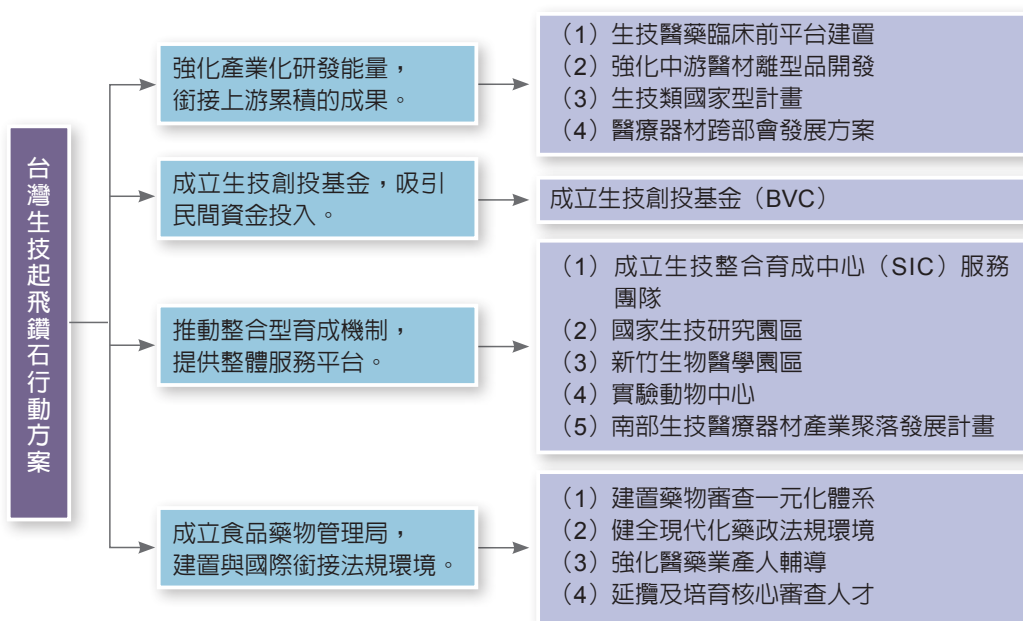 台灣生技起飛鑽石行動方案
強化產業化研發能量，
銜接上游累積的成果。
（1）生技醫藥臨床前平台建置
（2）強化中游醫材離型品開發
（3）生技類國家型計畫
（4）醫療器材跨部會發展方案
成立生技創投基金，吸引
民間資金投入。
成立生技創投基金（BVC）
推動整合型育成機制，
提供整體服務平台。
（1）成立生技整合育成中心（SIC）服務
團隊
（2）國家生技研究園區
（3）新竹生物醫學園區
（4）實驗動物中心
（5）南部生技醫療器材產業聚落發展計畫
成立食品藥物管理局，
建置與國際銜接法規環境。
（1）建置藥物審查一元化體系
（2）健全現代化藥政法規環境
（3）強化醫藥業產人輔導
（4）延攬及培育核心審查人才